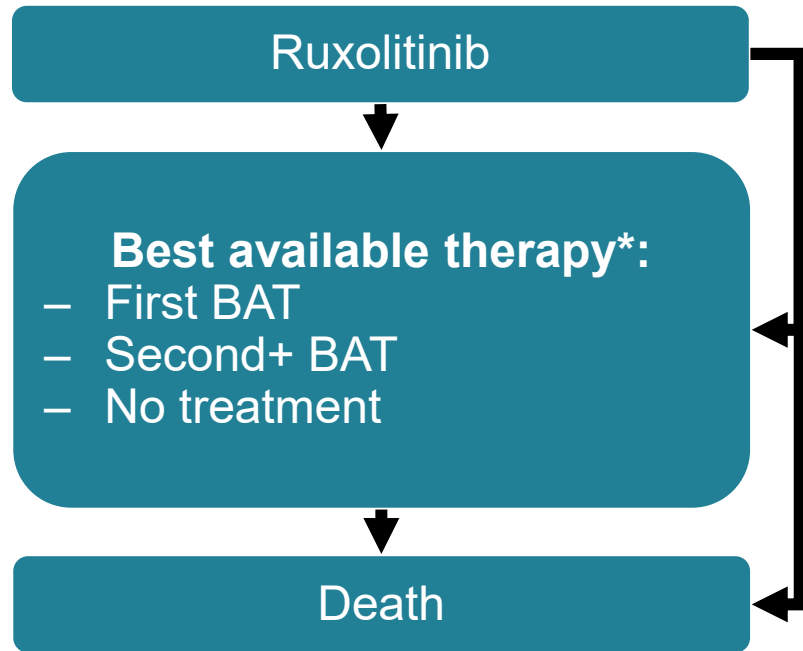 Ruxolitinib
Best available therapy*:
– First BAT
– Second+ BAT
– No treatment
Death